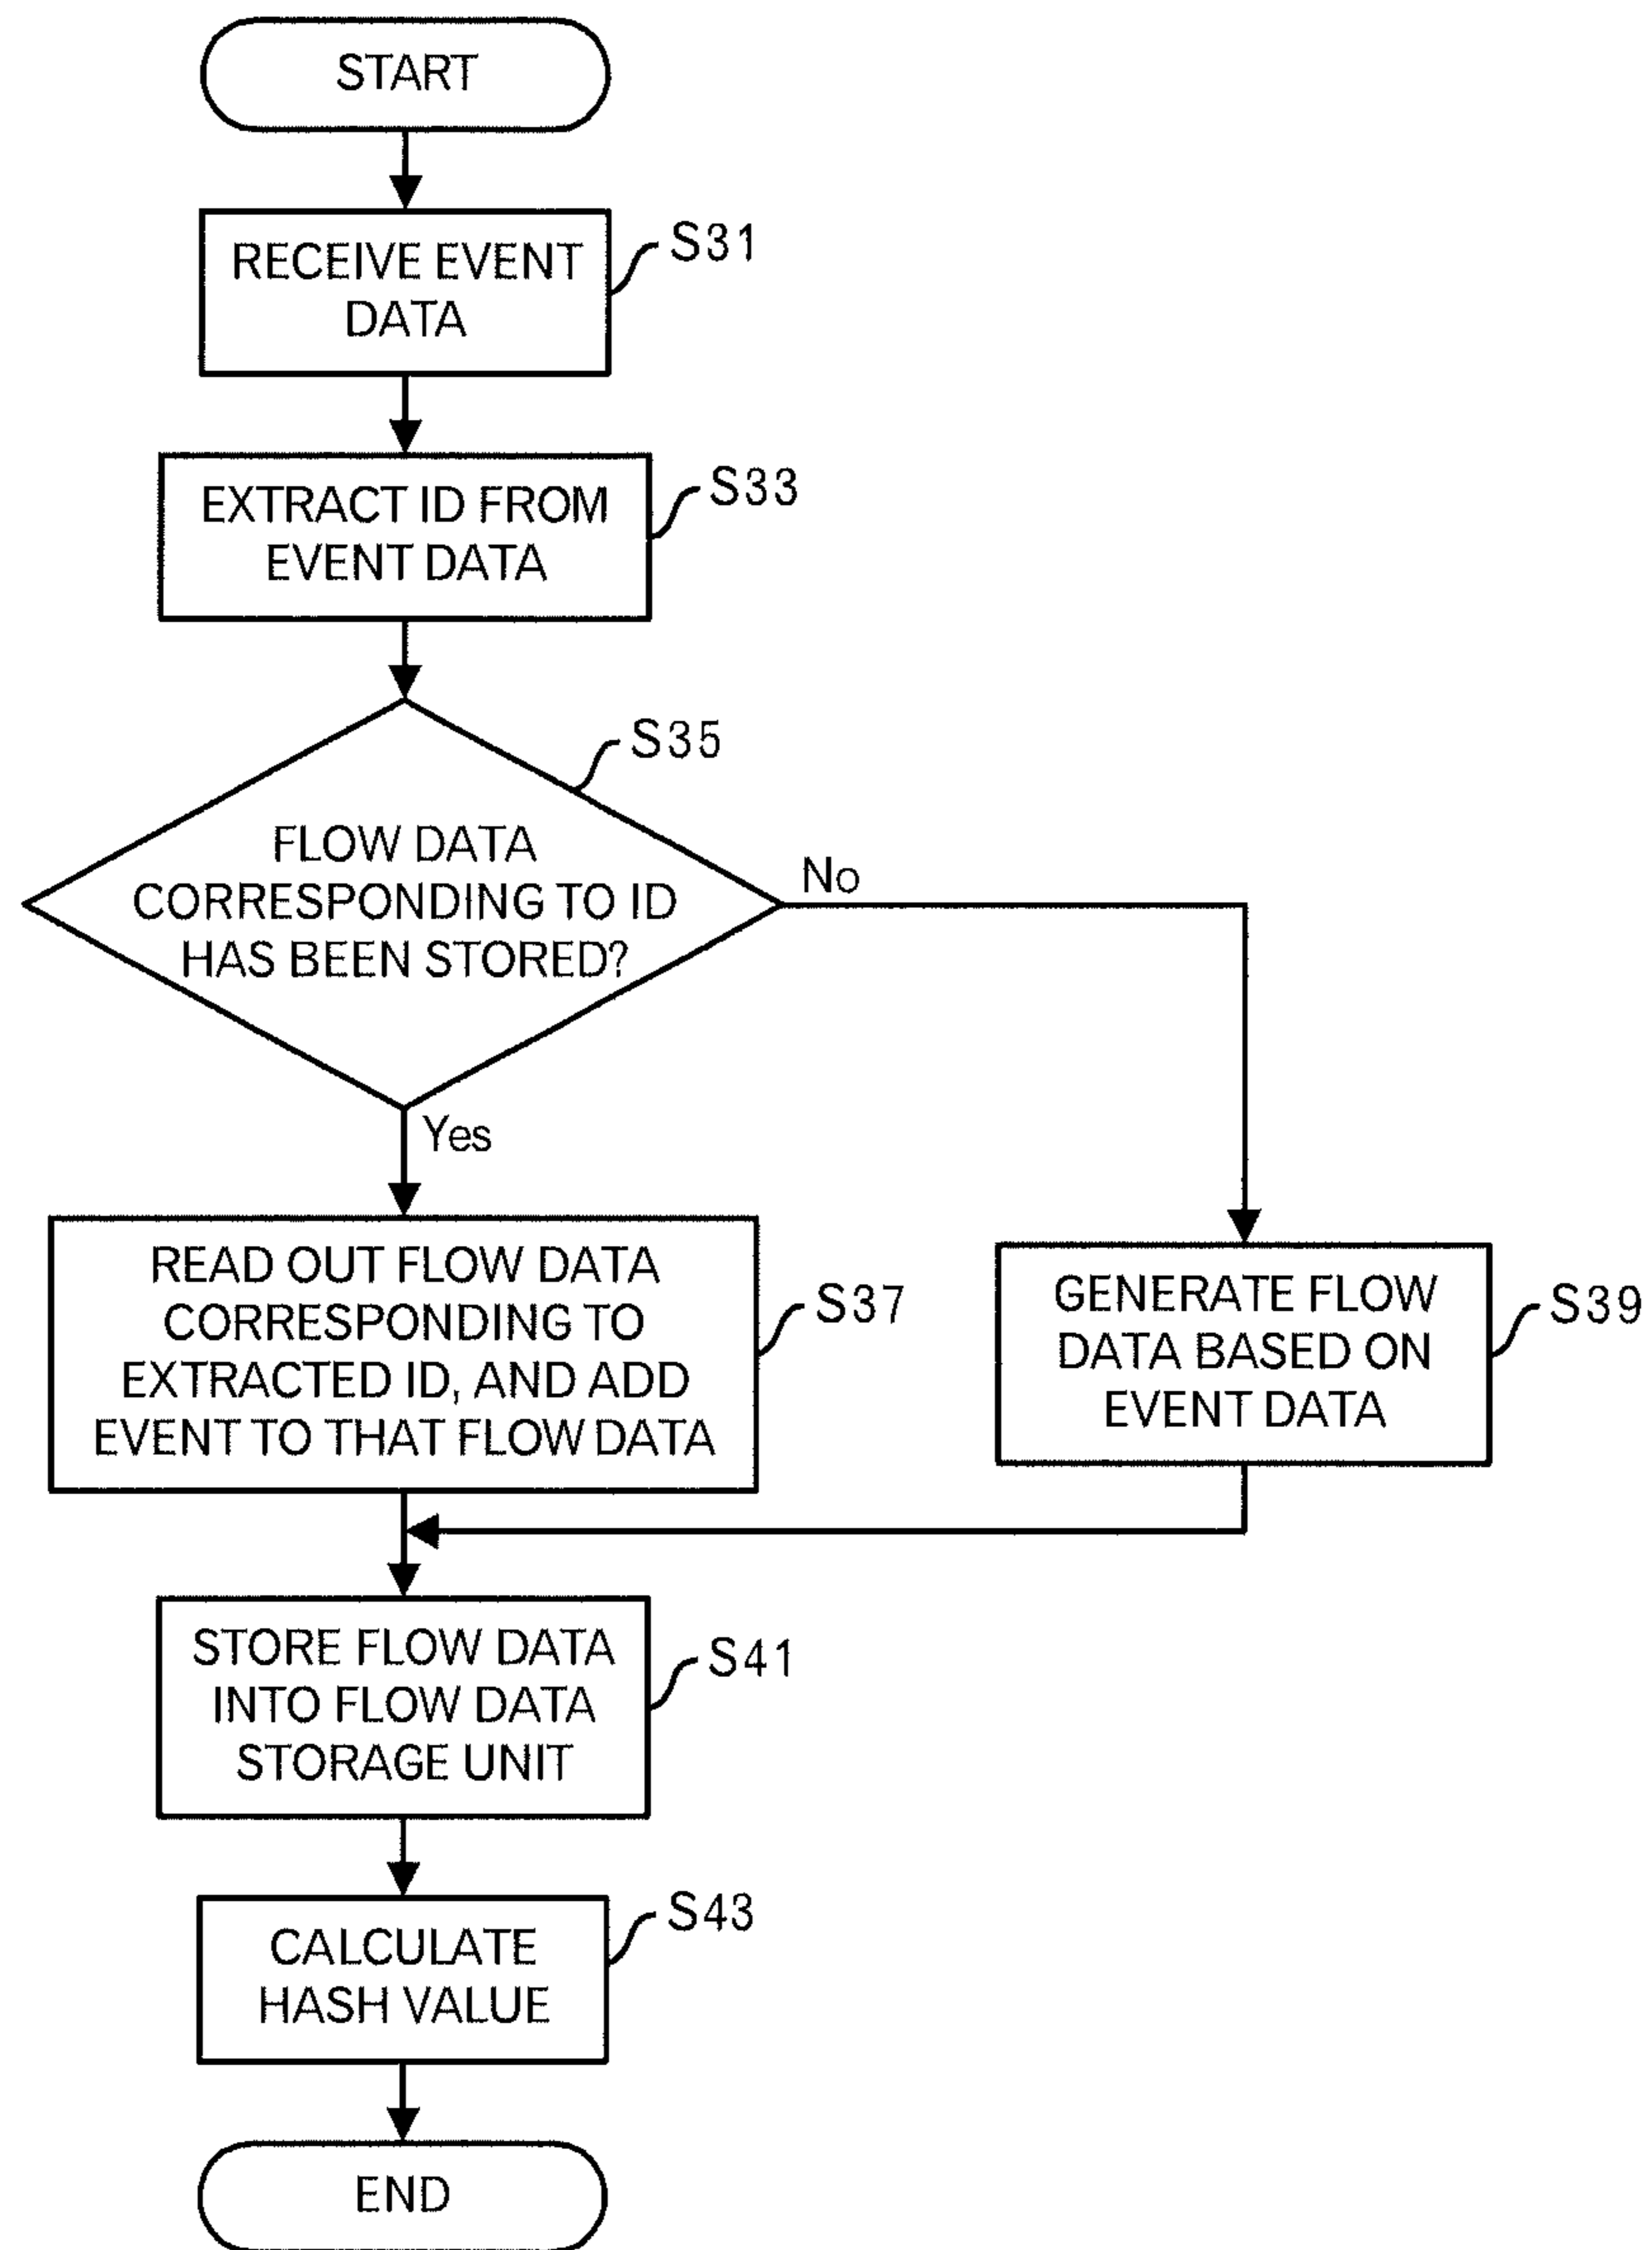 START
RECEIVE EVENT
DATA
S31
EXTRACT ID FROM
EVENT DATA
S33
S35
FLOW DATA
CORRESPONDING TO ID
HAS BEEN STORED?
No
Yes
READ OUT FLOW DATA
CORRESPONDING TO
EXTRACTED ID, AND ADD
EVENT TO THAT FLOW DATA
S37
GENERATE FLOW
DATA BASED ON
EVENT DATA
S39
STORE FLOW DATA
INTO FLOW DATA
STORAGE UNIT
S41
CALCULATE
HASH VALUE
S43
END